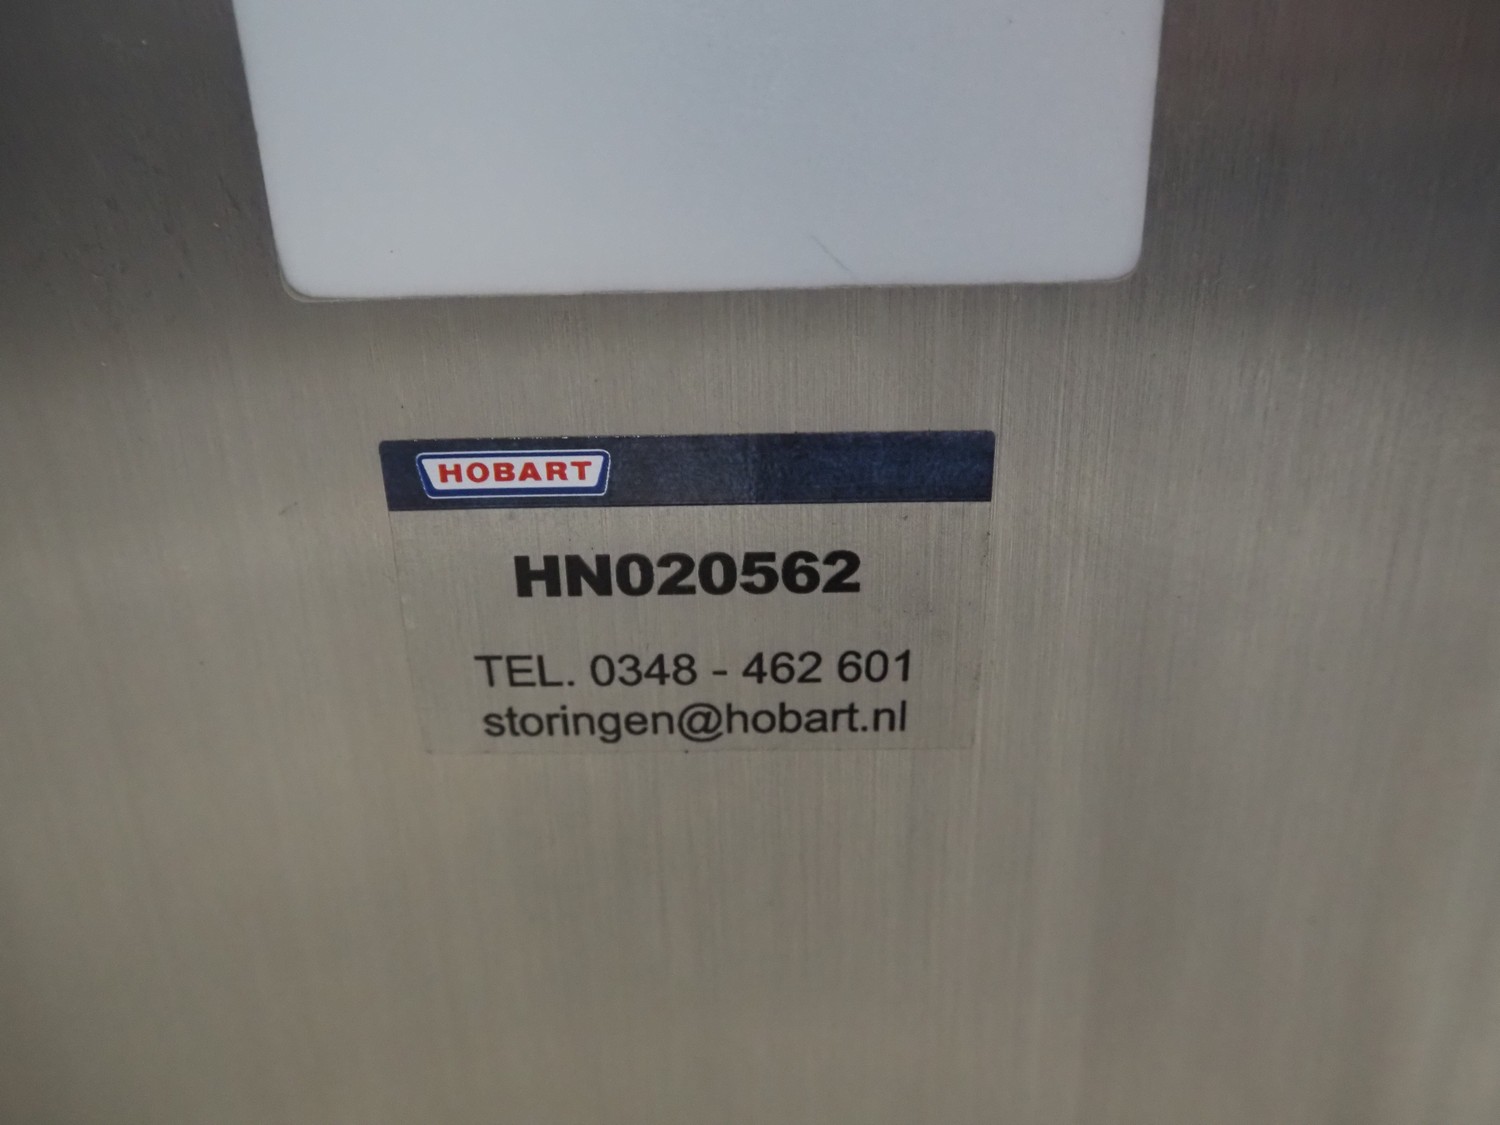 HOBART
HN020562
TEL. 0348 - 462 601
storingen@hobart.nl